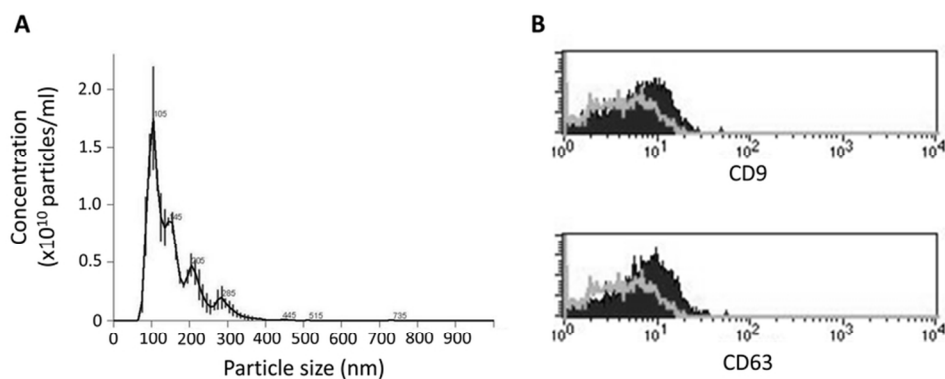 A
Concentration
(x10¹⁰ particles/ml)
2.0
1.5
1.0
0.5
0
105
145
205
285
445
515
735
0 100 200 300 400 500 600 700 800 900
Particle size (nm)
B
10⁰ 10¹ 10² 10³ 10⁴
CD9
10⁰ 10¹ 10² 10³ 10⁴
CD63